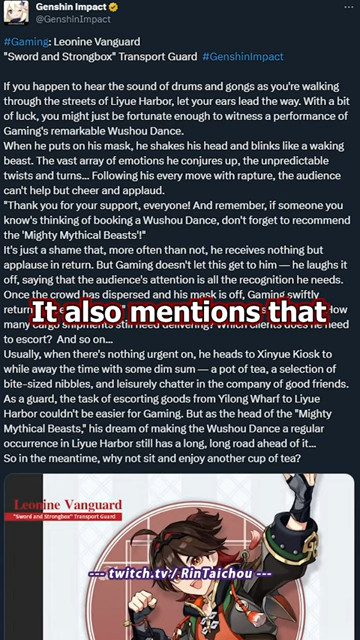 Genshin Impact
@GenshinImpact
#Gaming: Leonine Vanguard
"Sword and Strongbox" Transport Guard #GenshinImpact
If you happen to hear the sound of drums and gongs as you're walking
through the streets of Liyue Harbor, let your ears lead the way. With a bit
of luck, you might just be fortunate enough to witness a performance of
Gaming's remarkable Wushou Dance.
When he puts on his mask, he shakes his head and blinks like a waking
beast. The vast array of emotions he conjures up, the unpredictable
twists and turns... Following his every move with rapture, the audience
can't help but cheer and applaud.
"Thank you for your support, everyone! And remember, if someone you
know's thinking of booking a Wushou Dance, don't forget to recommend
the 'Mighty Mythical Beasts'!"
It's just a shame that, more often than not, he receives nothing but
applause in return. But Gaming doesn't let this get to him — he laughs it
off, saying that the audience's attention is all the recognition he needs.
Once the crowd has dispersed and his mask is off, Gaming swiftly
It also mentions that
many cargo shipments still need delivering? Which clients does he need
to escort? And so on...
Usually, when there's nothing urgent on, he heads to Xinyue Kiosk to
while away the time with some dim sum — a pot of tea, a selection of
bite-sized nibbles, and leisurely chatter in the company of good friends.
As a guard, the task of escorting goods from Yilong Wharf to Liyue
Harbor couldn't be easier for Gaming. But as the head of the "Mighty
Mythical Beasts," his dream of making the Wushou Dance a regular
occurrence in Liyue Harbor still has a long, long road ahead of it...
So in the meantime, why not sit and enjoy another cup of tea?
Leonine Vanguard
"Sword and Strongbox" Transport Guard
--- twitch.tv/RinTaichou ---